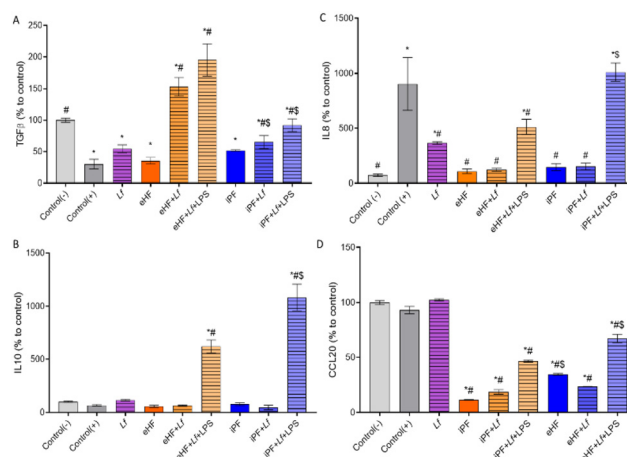 A
TGFβ (% to control)
250
200
150
100
50
0
#
*
*
*
*#
*#
*
*#$
*#$
Control(-)
Control(+)
Lf
eHF
eHF+Lf
eHF+Lf+LPS
iPF
iPF+Lf
iPF+Lf+LPS
C
IL8 (% to control)
1500
1000
500
0
#
*
*#
#
#
*#
#
#
*$
Control (-)
Control (+)
Lf
eHF
eHF+Lf
eHF+Lf+LPS
iPF
iPF+Lf
iPF+Lf+LPS
B
IL10 (% to control)
1500
1000
500
0
*#
*#$
Control(-)
Control(+)
Lf
eHF
eHF+Lf
eHF+Lf+LPS
iPF
iPF+Lf
iPF+Lf+LPS
D
CCL20 (% to control)
150
100
50
0
*#
*#
*#
*#$
*#
*#$
Control(-)
Control(+)
Lf
iPF
iPF+Lf
iPF+Lf+LPS
eHF
eHF+Lf
eHF+Lf+LPS